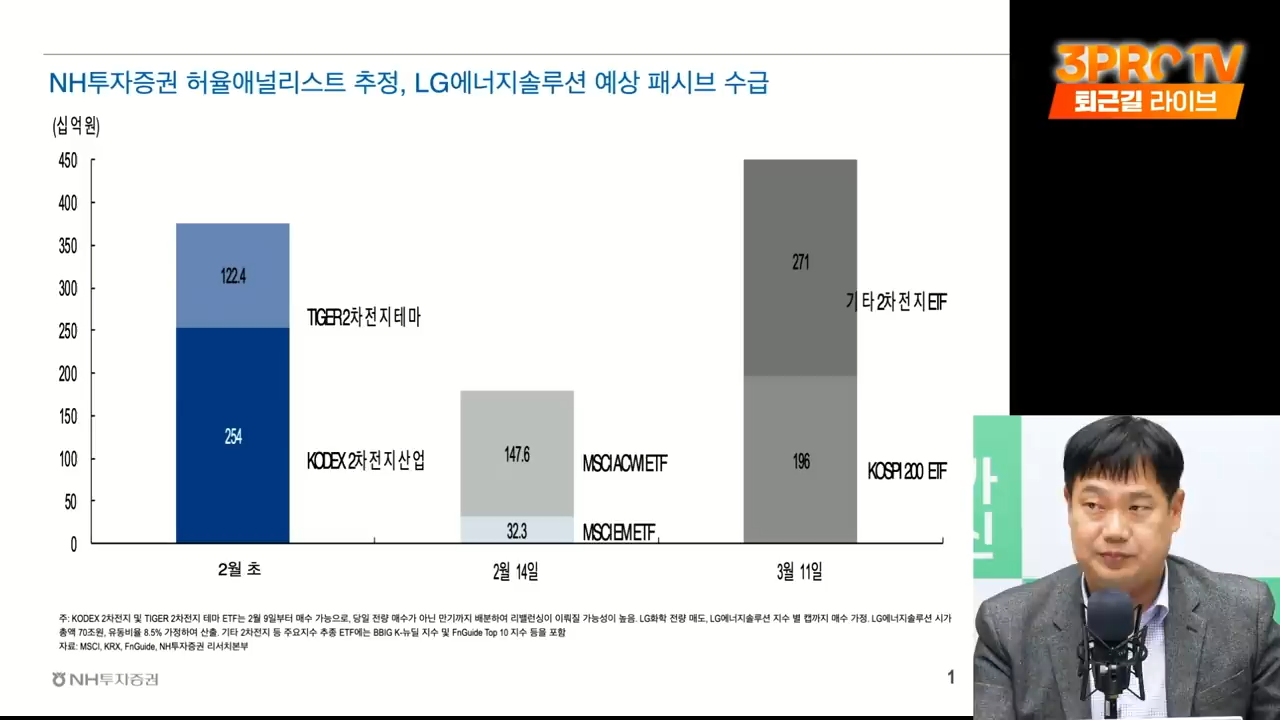 NH투자증권 허율애널리스트 추정, LG에너지솔루션 예상 패시브 수급
3PRO TV
퇴근길 라이브
(십억원)
450
400
350
300
250
200
150
100
50
0
122.4
254
TIGER 2차전지테마
KODEX 2차전지산업
147.6
32.3
MSCI ACWI ETF
MSCI EM ETF
271
196
기타 2차전지 ETF
KOSPI 200 ETF
2월 초
2월 14일
3월 11일
가
신
주: KODEX 2차전지 및 TIGER 2차전지 테마 ETF는 2월 9일부터 매수 가능으로, 당일 전량 매수가 아닌 만기까지 배분하여 리밸런싱이 이뤄질 가능성이 높음. LG화학 전량 매도, LG에너지솔루션 지수 별 캡까지 매수 가정. LG에너지솔루션 시가
총액 70조원, 유동비율 8.5% 가정하여 산출. 기타 2차전지 등 주요지수 추종 ETF에는 BBIG K-뉴딜 지수 및 FnGuide Top 10 지수 등을 포함
자료: MSCI, KRX, FnGuide, NH투자증권 리서치본부
NH투자증권
1